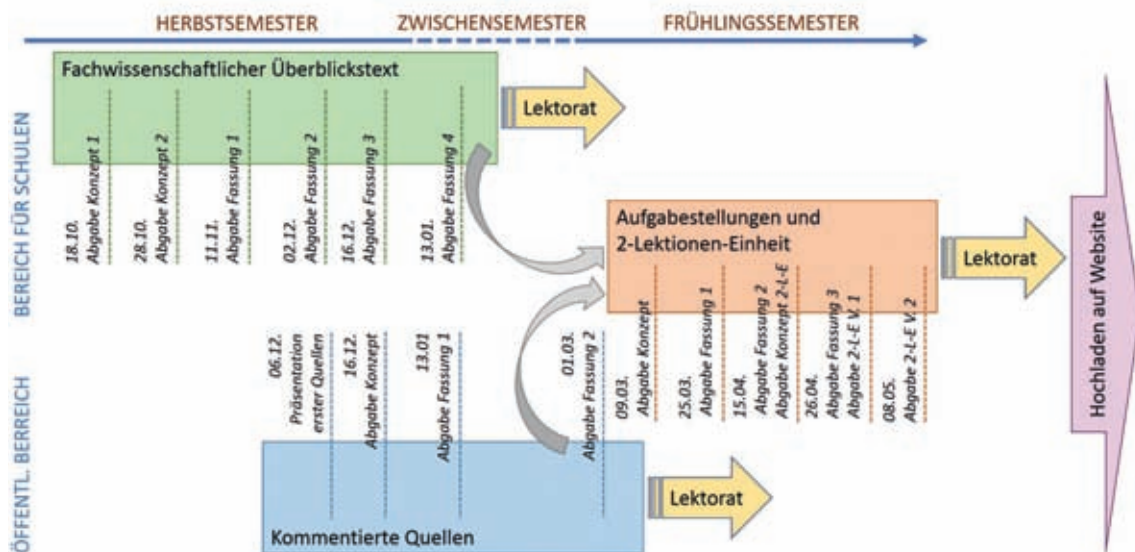 HERBSTSEMESTER
ZWISCHENSEMESTER
FRÜHLINGSSEMESTER
BEREICH FÜR SCHULEN
Fachwissenschaftlicher Überblickstext
18.10.
Abgabe Konzept 1
28.10.
Abgabe Konzept 2
11.11.
Abgabe Fassung 1
02.12.
Abgabe Fassung 2
16.12.
Abgabe Fassung 3
13.01.
Abgabe Fassung 4
Lektorat
Aufgabestellungen und
2-Lektionen-Einheit
09.03.
Abgabe Konzept
25.03.
Abgabe Fassung 1
15.04.
Abgabe Fassung 2
Abgabe Konzept 2-L-E
26.04.
Abgabe Fassung 3
Abgabe 2-L-E V. 1
08.05.
Abgabe 2-L-E V. 2
Lektorat
Hochladen auf Website
ÖFFENTL. BERREICH
06.12.
Präsentation
erster Quellen
16.12.
Abgabe Konzept
13.01
Abgabe Fassung 1
01.03.
Abgabe Fassung 2
Kommentierte Quellen
Lektorat